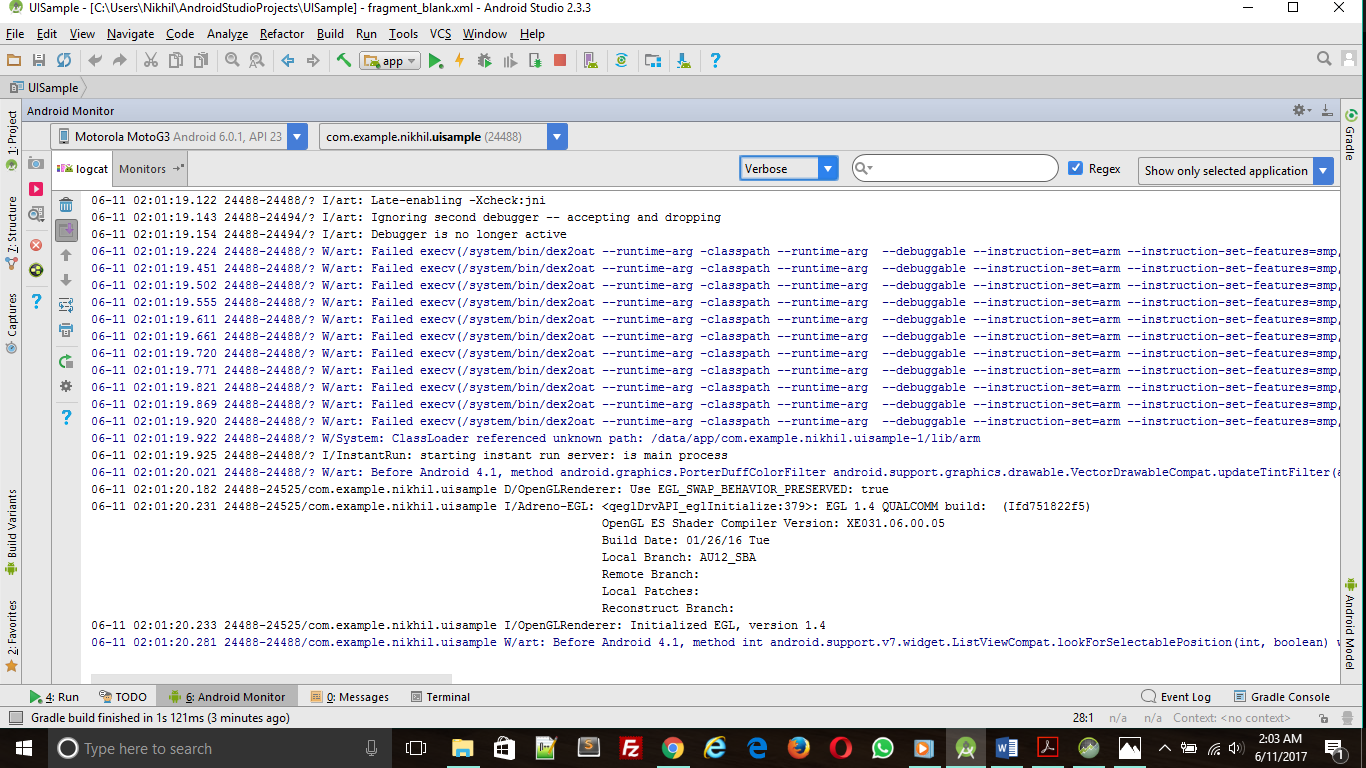 UISample - [C:\Users\Nikhil\AndroidStudioProjects\UISample] - fragment_blank.xml - Android Studio 2.3.3
File Edit View Navigate Code Analyze Refactor Build Run Tools VCS Window Help
app
UISample
Android Monitor
Motorola MotoG3 Android 6.0.1, API 23
com.example.nikhil.uisample (24488)
logcat
Monitors
Verbose
Regex
Show only selected application
06-11 02:01:19.122 24488-24488/? I/art: Late-enabling -Xcheck:jni
06-11 02:01:19.143 24488-24494/? I/art: Ignoring second debugger -- accepting and dropping
06-11 02:01:19.154 24488-24494/? I/art: Debugger is no longer active
06-11 02:01:19.224 24488-24488/? W/art: Failed execv(/system/bin/dex2oat --runtime-arg -classpath --runtime-arg  --debuggable --instruction-set=arm --instruction-set-features=smp,
06-11 02:01:19.451 24488-24488/? W/art: Failed execv(/system/bin/dex2oat --runtime-arg -classpath --runtime-arg  --debuggable --instruction-set=arm --instruction-set-features=smp,
06-11 02:01:19.502 24488-24488/? W/art: Failed execv(/system/bin/dex2oat --runtime-arg -classpath --runtime-arg  --debuggable --instruction-set=arm --instruction-set-features=smp,
06-11 02:01:19.555 24488-24488/? W/art: Failed execv(/system/bin/dex2oat --runtime-arg -classpath --runtime-arg  --debuggable --instruction-set=arm --instruction-set-features=smp,
06-11 02:01:19.611 24488-24488/? W/art: Failed execv(/system/bin/dex2oat --runtime-arg -classpath --runtime-arg  --debuggable --instruction-set=arm --instruction-set-features=smp,
06-11 02:01:19.661 24488-24488/? W/art: Failed execv(/system/bin/dex2oat --runtime-arg -classpath --runtime-arg  --debuggable --instruction-set=arm --instruction-set-features=smp,
06-11 02:01:19.720 24488-24488/? W/art: Failed execv(/system/bin/dex2oat --runtime-arg -classpath --runtime-arg  --debuggable --instruction-set=arm --instruction-set-features=smp,
06-11 02:01:19.771 24488-24488/? W/art: Failed execv(/system/bin/dex2oat --runtime-arg -classpath --runtime-arg  --debuggable --instruction-set=arm --instruction-set-features=smp,
06-11 02:01:19.821 24488-24488/? W/art: Failed execv(/system/bin/dex2oat --runtime-arg -classpath --runtime-arg  --debuggable --instruction-set=arm --instruction-set-features=smp,
06-11 02:01:19.869 24488-24488/? W/art: Failed execv(/system/bin/dex2oat --runtime-arg -classpath --runtime-arg  --debuggable --instruction-set=arm --instruction-set-features=smp,
06-11 02:01:19.920 24488-24488/? W/art: Failed execv(/system/bin/dex2oat --runtime-arg -classpath --runtime-arg  --debuggable --instruction-set=arm --instruction-set-features=smp,
06-11 02:01:19.922 24488-24488/? W/System: ClassLoader referenced unknown path: /data/app/com.example.nikhil.uisample-1/lib/arm
06-11 02:01:19.925 24488-24488/? I/InstantRun: starting instant run server: is main process
06-11 02:01:20.021 24488-24488/? W/art: Before Android 4.1, method android.graphics.PorterDuffColorFilter android.support.graphics.drawable.VectorDrawableCompat.updateTintFilter(a
06-11 02:01:20.182 24488-24525/com.example.nikhil.uisample D/OpenGLRenderer: Use EGL_SWAP_BEHAVIOR_PRESERVED: true
06-11 02:01:20.231 24488-24525/com.example.nikhil.uisample I/Adreno-EGL: <qeglDrvAPI_eglInitialize:379>: EGL 1.4 QUALCOMM build:  (Ifd751822f5)
OpenGL ES Shader Compiler Version: XE031.06.00.05
Build Date: 01/26/16 Tue
Local Branch: AU12_SBA
Remote Branch:
Local Patches:
Reconstruct Branch:
06-11 02:01:20.233 24488-24525/com.example.nikhil.uisample I/OpenGLRenderer: Initialized EGL, version 1.4
06-11 02:01:20.281 24488-24488/com.example.nikhil.uisample W/art: Before Android 4.1, method int android.support.v7.widget.ListViewCompat.lookForSelectablePosition(int, boolean) w
1: Project
7: Structure
Captures
Build Variants
2: Favorites
Gradle
Android Model
4: Run
TODO
6: Android Monitor
0: Messages
Terminal
Event Log
Gradle Console
Gradle build finished in 1s 121ms (3 minutes ago)
28:1 n/a n/a Context: <no context>
Type here to search
2:03 AM
6/11/2017
1